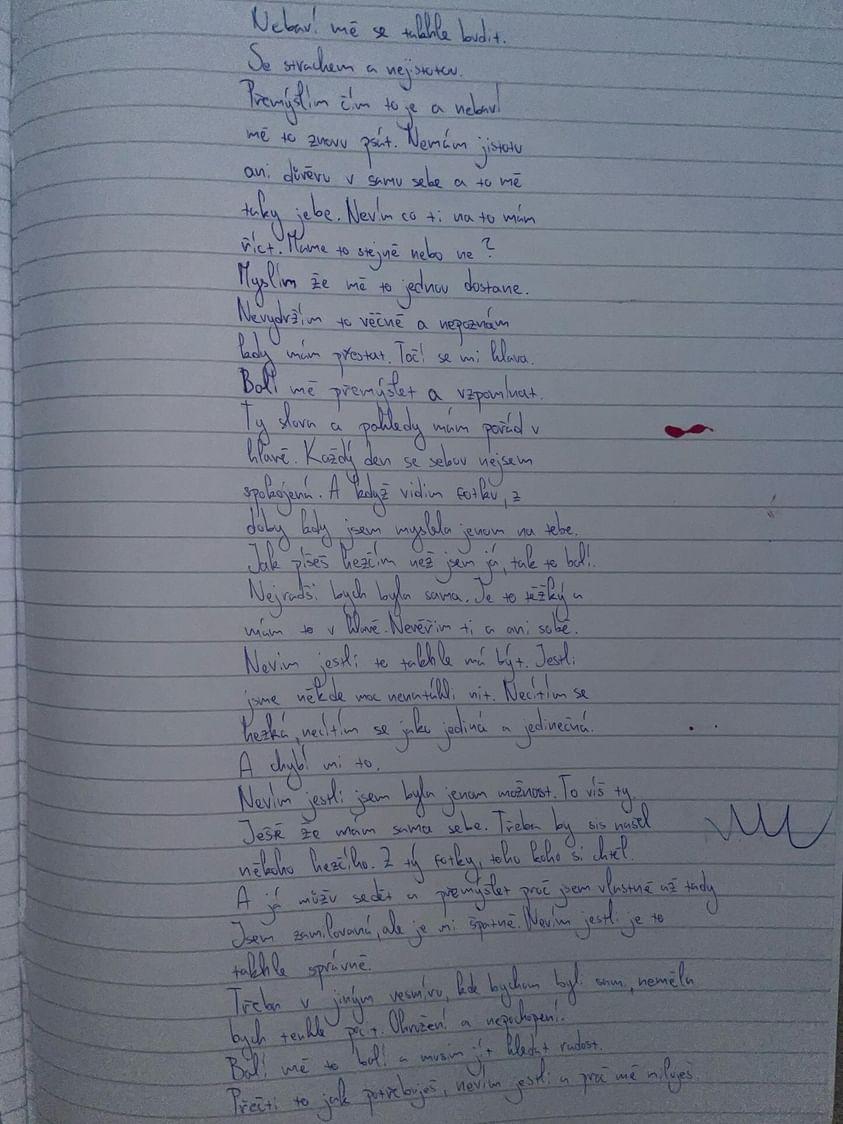 Nebaví mě se takhle budit.
Se strachem a nejistotou.
Přemýšlím čím to je a nebaví
mě to znovu psát. Nemám jistotu
ani důvěru v samu sebe a to mě
taky jebe. Nevím co ti na to mám
říct. Máme to stejně nebo ne?
Myslím že mě to jednou dostane.
Nevydržím to věčně a nepoznám
kdy mám přestat. Točí se mi hlava.
Bolí mě přemýšlet a vzpomínat.
Ty slova a pohledy mám pořád v
hlavě. Každý den se sebou nejsem
spokojená. A když vidim fotku, z
doby kdy jsem myslela jenom na tebe.
Jak píšeš hezčím než jsem já, tak to bolí.
Nejradši bych byla sama. Je to těžký a
mám to v hlavě. Nevěřim ti a ani sobě.
Nevim jestli to takhle má být. Jestli
jsme někde moc nenatáhli nit. Necítím se
hezká, necítím se jako jediná a jedinečná.
A chybí mi to.
Nevím jestli jsem byla jenom možnost. To víš ty.
Ještě že mám sama sebe. Třeba by sis našel
někoho hezčího. Z tý fotky, toho koho si chtěl.
A já můžu sedět a přemýšlet proč jsem vlastně až tady
Jsem zamilovaná, ale je mi špatně. Nevím jestli je to
takhle správně.
Třeba v jiným vesmíru, kde bychom byli sami, neměla
bych tenhle pocit. Ohrožení a nepochopení.
Bolí mě to bolí a musim jít hledat radost.
Přečti to jak potřebuješ, nevím jestli a proč mě miluješ.